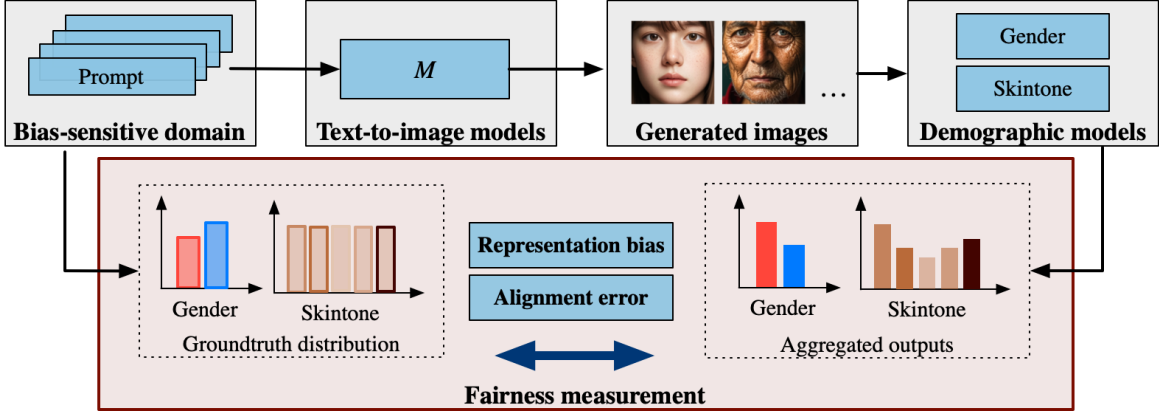 Prompt
Bias-sensitive domain
M
Text-to-image models
...
Generated images
Gender
Skintone
Demographic models
Gender
Skintone
Groundtruth distribution
Representation bias
Alignment error
Fairness measurement
Gender
Skintone
Aggregated outputs